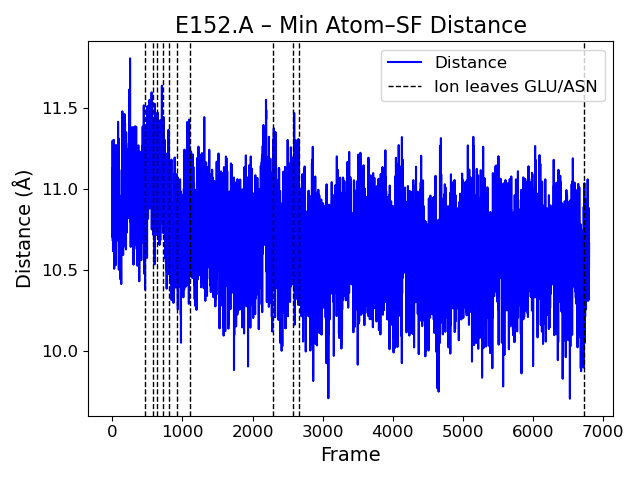 E152.A – Min Atom–SF Distance
Distance
Ion leaves GLU/ASN
Distance (Å)
11.5
11.0
10.5
10.0
0 1000 2000 3000 4000 5000 6000 7000
Frame